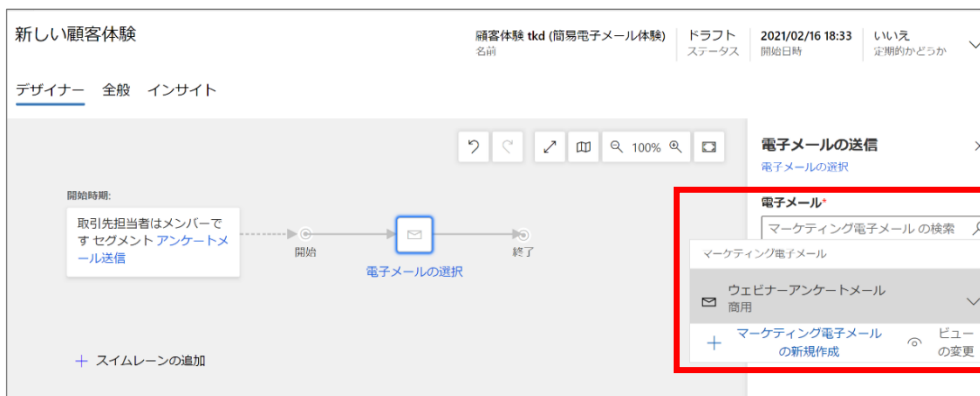 新しい顧客体験
顧客体験 tkd (簡易電子メール体験)
名前
ドラフト
ステータス
2021/02/16 18:33
開始日時
いいえ
定期的かどうか
デザイナー 全般 インサイト
100%
電子メールの送信
電子メールの選択
開始時期:
取引先担当者はメンバーで
す セグメント アンケートメ
ール送信
開始
電子メールの選択
終了
電子メール*
マーケティング電子メール の検索
マーケティング電子メール
ウェビナーアンケートメール
商用
+ マーケティング電子メール
の新規作成
ビュー
の変更
+ スイムレーンの追加